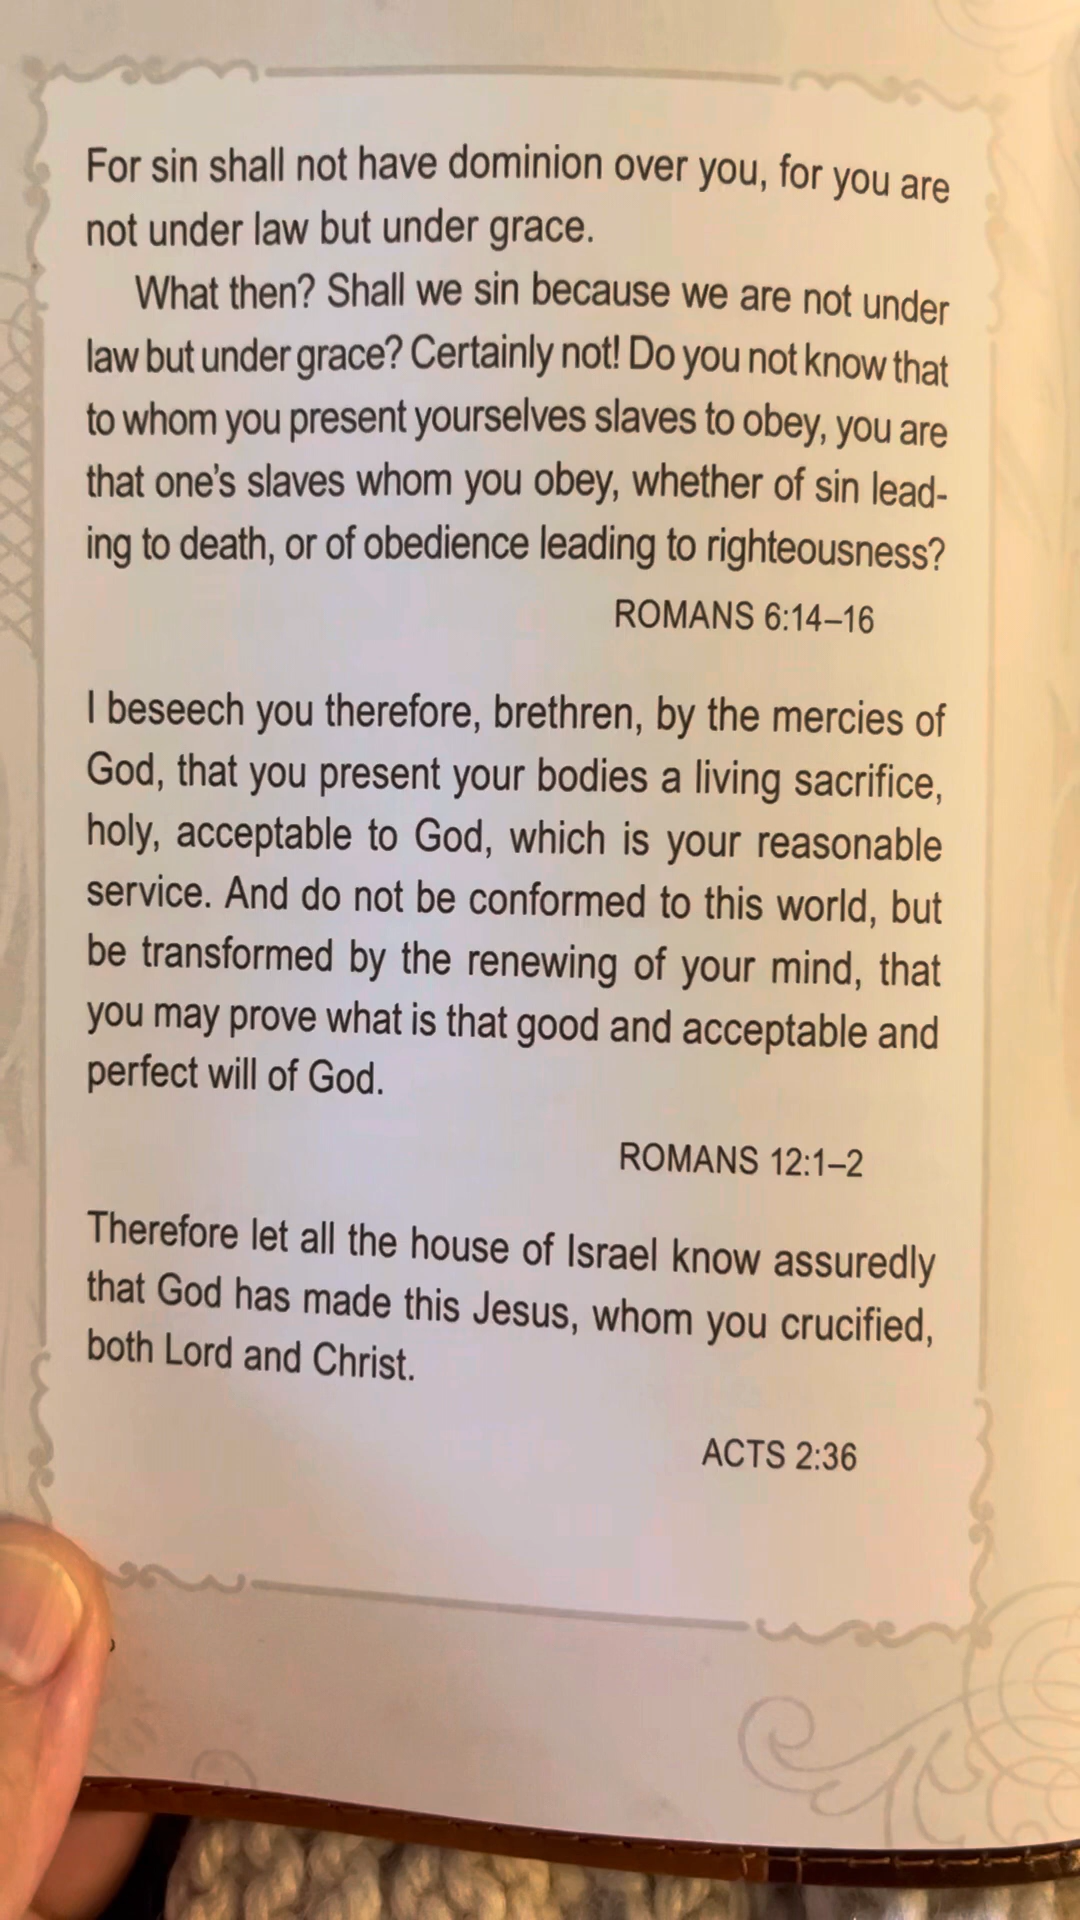 For sin shall not have dominion over you, for you are
not under law but under grace.
What then? Shall we sin because we are not under
law but under grace? Certainly not! Do you not know that
to whom you present yourselves slaves to obey, you are
that one’s slaves whom you obey, whether of sin lead-
ing to death, or of obedience leading to righteousness?
ROMANS 6:14–16
I beseech you therefore, brethren, by the mercies of
God, that you present your bodies a living sacrifice,
holy, acceptable to God, which is your reasonable
service. And do not be conformed to this world, but
be transformed by the renewing of your mind, that
you may prove what is that good and acceptable and
perfect will of God.
ROMANS 12:1–2
Therefore let all the house of Israel know assuredly
that God has made this Jesus, whom you crucified,
both Lord and Christ.
ACTS 2:36